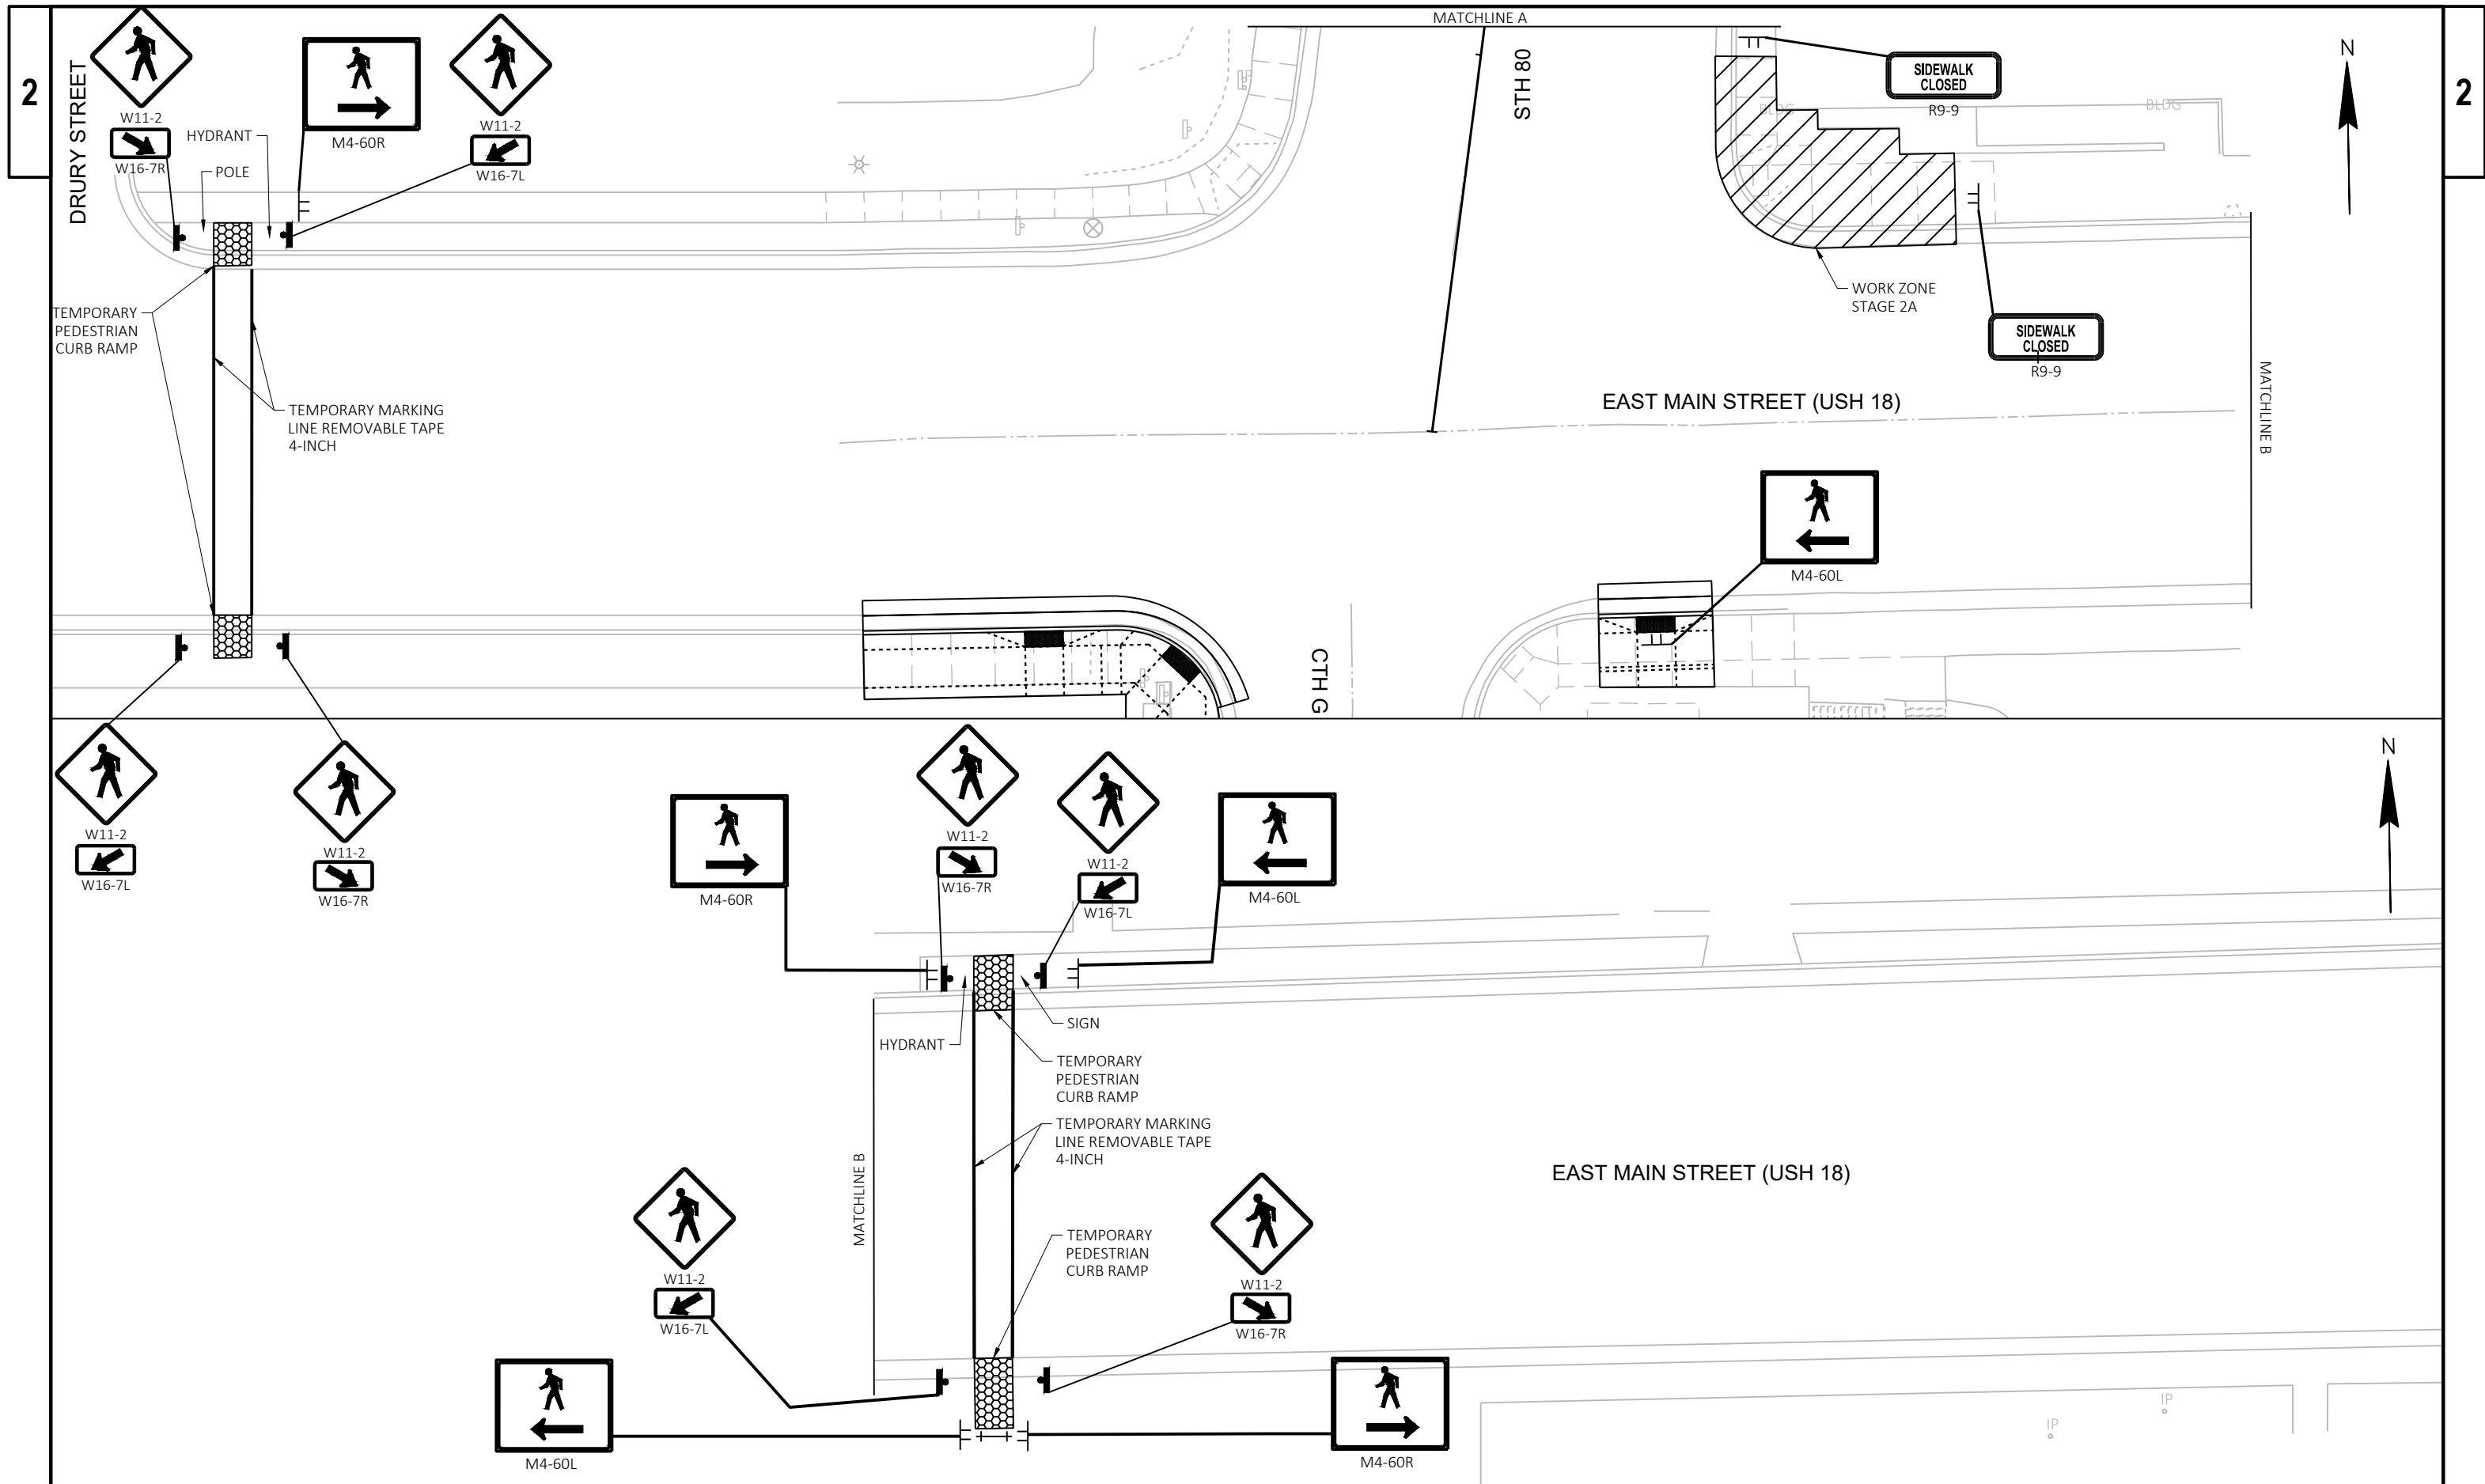 2
2
MATCHLINE A
DRURY STREET
W11-2
W16-7R
HYDRANT
POLE
M4-60R
W11-2
W16-7L
STH 80
SIDEWALK
CLOSED
R9-9
BLDG
BLDG
N
TEMPORARY
PEDESTRIAN
CURB RAMP
TEMPORARY MARKING
LINE REMOVABLE TAPE
4-INCH
WORK ZONE
STAGE 2A
SIDEWALK
CLOSED
R9-9
EAST MAIN STREET (USH 18)
MATCHLINE B
M4-60L
CTH G
W11-2
W16-7L
W11-2
W16-7R
M4-60R
W11-2
W16-7R
W11-2
W16-7L
M4-60L
N
HYDRANT
SIGN
TEMPORARY
PEDESTRIAN
CURB RAMP
TEMPORARY MARKING
LINE REMOVABLE TAPE
4-INCH
MATCHLINE B
EAST MAIN STREET (USH 18)
W11-2
W16-7L
TEMPORARY
PEDESTRIAN
CURB RAMP
W11-2
W16-7R
M4-60L
M4-60R
IP
IP